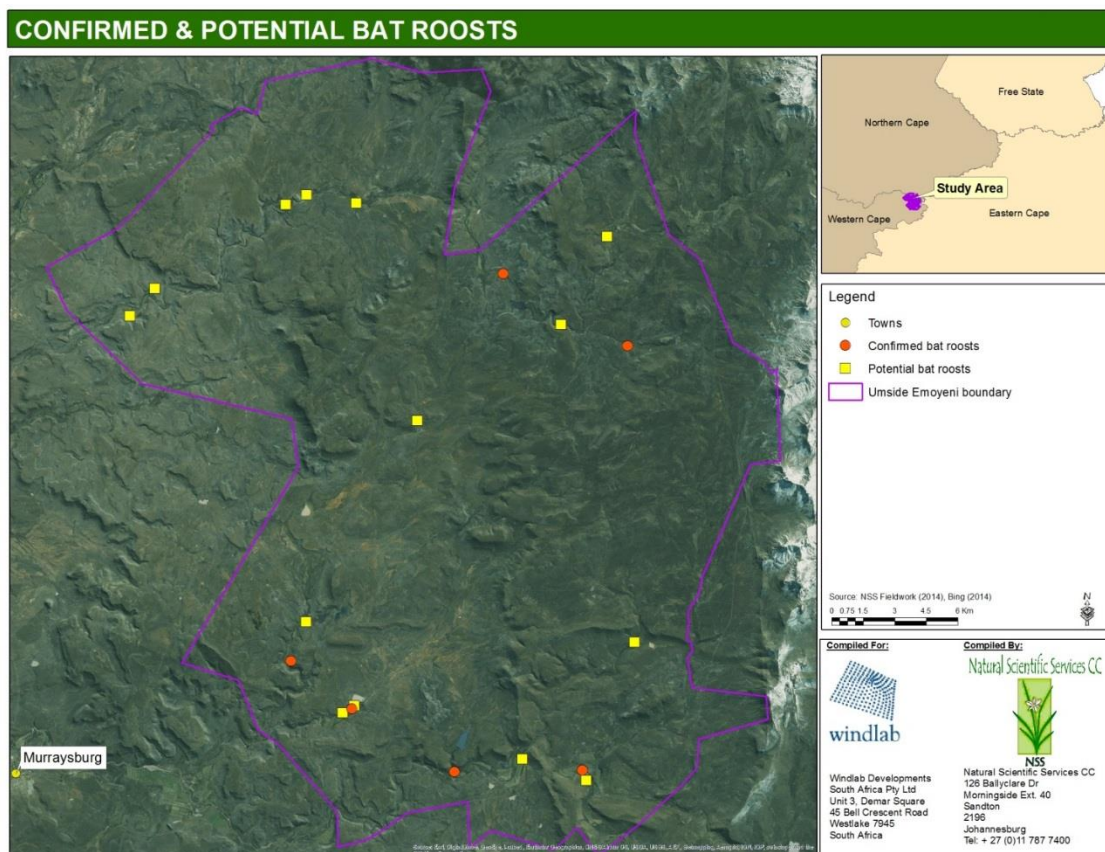 CONFIRMED & POTENTIAL BAT ROOSTS
Murraysburg
Northern Cape
Free State
Study Area
Western Cape
Eastern Cape
Legend
Towns
Confirmed bat roosts
Potential bat roosts
Umside Emoyeni boundary
Source: NSS Fieldwork (2014), Bing (2014)
N
0 0.75 1.5 3 4.5 6 Km
Compiled For:
windlab
Windlab Developments
South Africa Pty Ltd
Unit 3, Demar Square
45 Bell Crescent Road
Westlake 7945
South Africa
Compiled By:
Natural Scientific Services CC
NSS
Natural Scientific Services CC
126 Ballyclare Dr
Morningside Ext. 40
Sandton
2196
Johannesburg
Tel: + 27 (0)11 787 7400